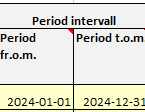 Period intervall
Period fr.o.m. Period t.o.m.
2024-01-01 2024-12-31